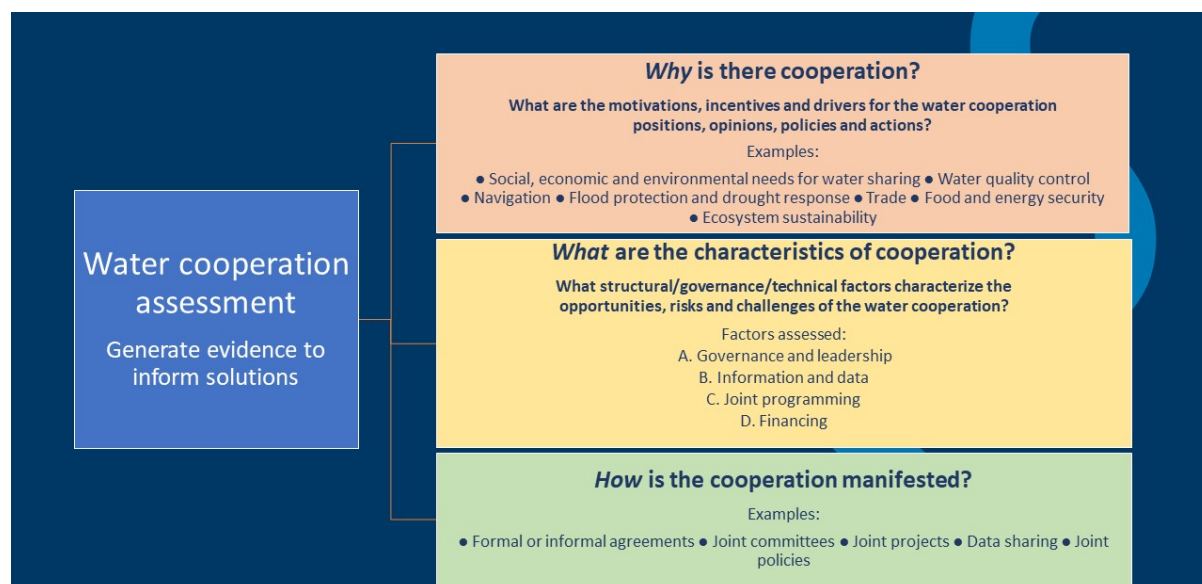 Water cooperation
assessment
Generate evidence to
inform solutions
Why is there cooperation?
What are the motivations, incentives and drivers for the water cooperation
positions, opinions, policies and actions?
Examples:
● Social, economic and environmental needs for water sharing ● Water quality control
● Navigation ● Flood protection and drought response ● Trade ● Food and energy security
● Ecosystem sustainability
What are the characteristics of cooperation?
What structural/governance/technical factors characterize the
opportunities, risks and challenges of the water cooperation?
Factors assessed:
A. Governance and leadership
B. Information and data
C. Joint programming
D. Financing
How is the cooperation manifested?
Examples:
● Formal or informal agreements ● Joint committees ● Joint projects ● Data sharing ● Joint
policies